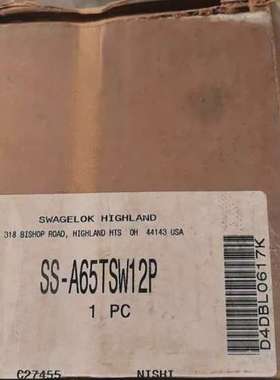 SWAGELOK HIGHLAND
318 BISHOP ROAD, HIGHLAND HTS OH 44143 USA
SS-A65TSW12P
1 PC
D4DBL0617K
C27455 NISHI